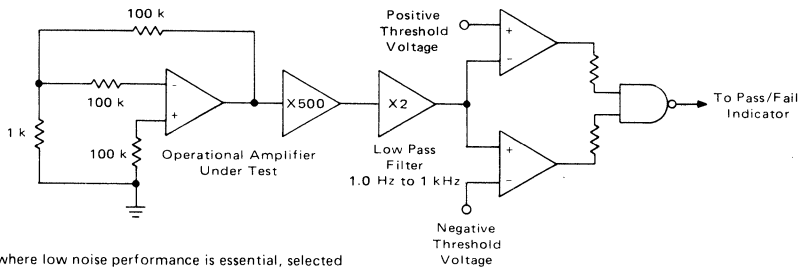 100 k
Positive
Threshold
Voltage
+
-
100 k
-
+
X500
X2
To Pass/Fail
Indicator
1 k
100 k
Operational Amplifier
Under Test
Low Pass
Filter
1.0 Hz to 1 kHz
+
-
Negative
Threshold
Voltage
where low noise performance is essential, selected